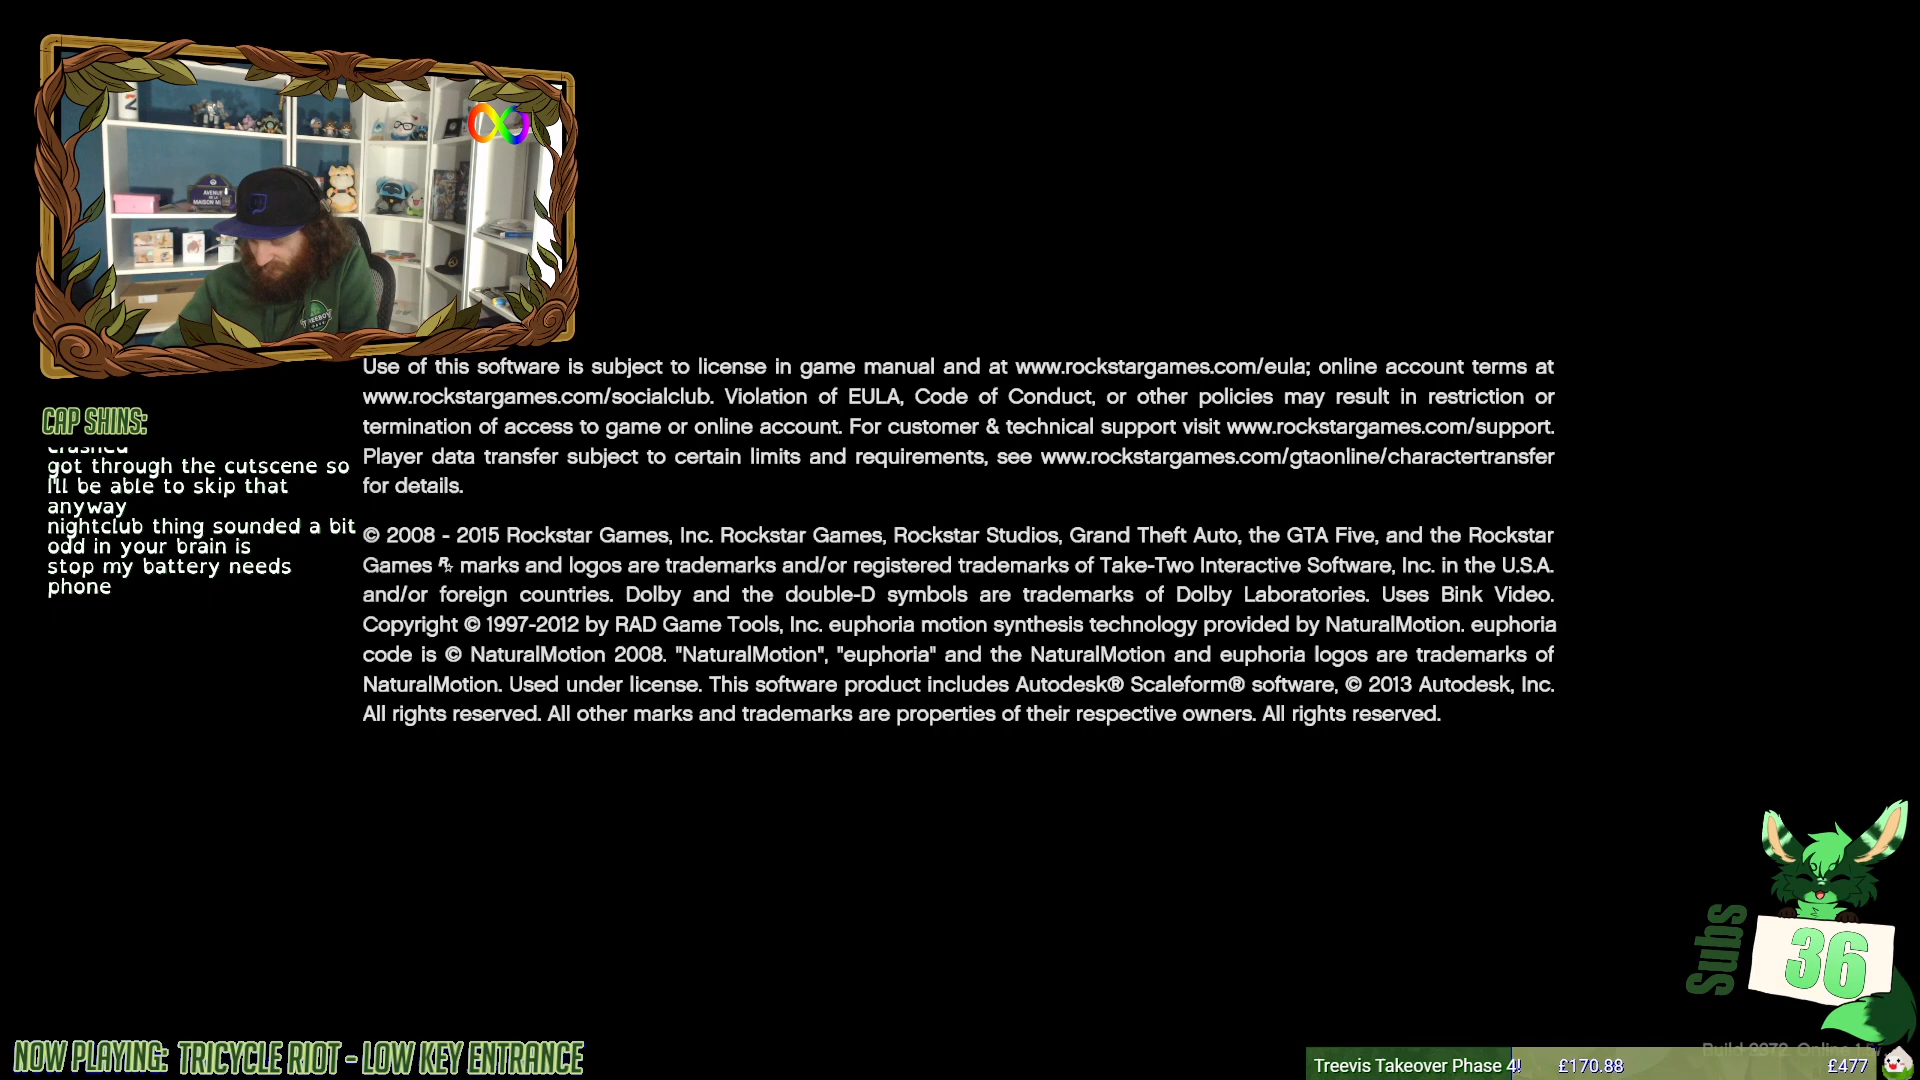 AVENUE
MAISON
CAP SHINS:
crushed
got through the cutscene so
I'll be able to skip that
anyway
nightclub thing sounded a bit
odd in your brain is
stop my battery needs
phone
Use of this software is subject to license in game manual and at www.rockstargames.com/eula; online account terms at
www.rockstargames.com/socialclub. Violation of EULA, Code of Conduct, or other policies may result in restriction or
termination of access to game or online account. For customer & technical support visit www.rockstargames.com/support.
Player data transfer subject to certain limits and requirements, see www.rockstargames.com/gtaonline/charactertransfer
for details.
© 2008 - 2015 Rockstar Games, Inc. Rockstar Games, Rockstar Studios, Grand Theft Auto, the GTA Five, and the Rockstar
Games R* marks and logos are trademarks and/or registered trademarks of Take-Two Interactive Software, Inc. in the U.S.A.
and/or foreign countries. Dolby and the double-D symbols are trademarks of Dolby Laboratories. Uses Bink Video.
Copyright © 1997-2012 by RAD Game Tools, Inc. euphoria motion synthesis technology provided by NaturalMotion. euphoria
code is © NaturalMotion 2008. "NaturalMotion", "euphoria" and the NaturalMotion and euphoria logos are trademarks of
NaturalMotion. Used under license. This software product includes Autodesk® Scaleform® software, © 2013 Autodesk, Inc.
All rights reserved. All other marks and trademarks are properties of their respective owners. All rights reserved.
Subs
36
NOW PLAYING: TRICYCLE RIOT - LOW KEY ENTRANCE
Build 3372, Online
Treevis Takeover Phase 4! £170.88 £477